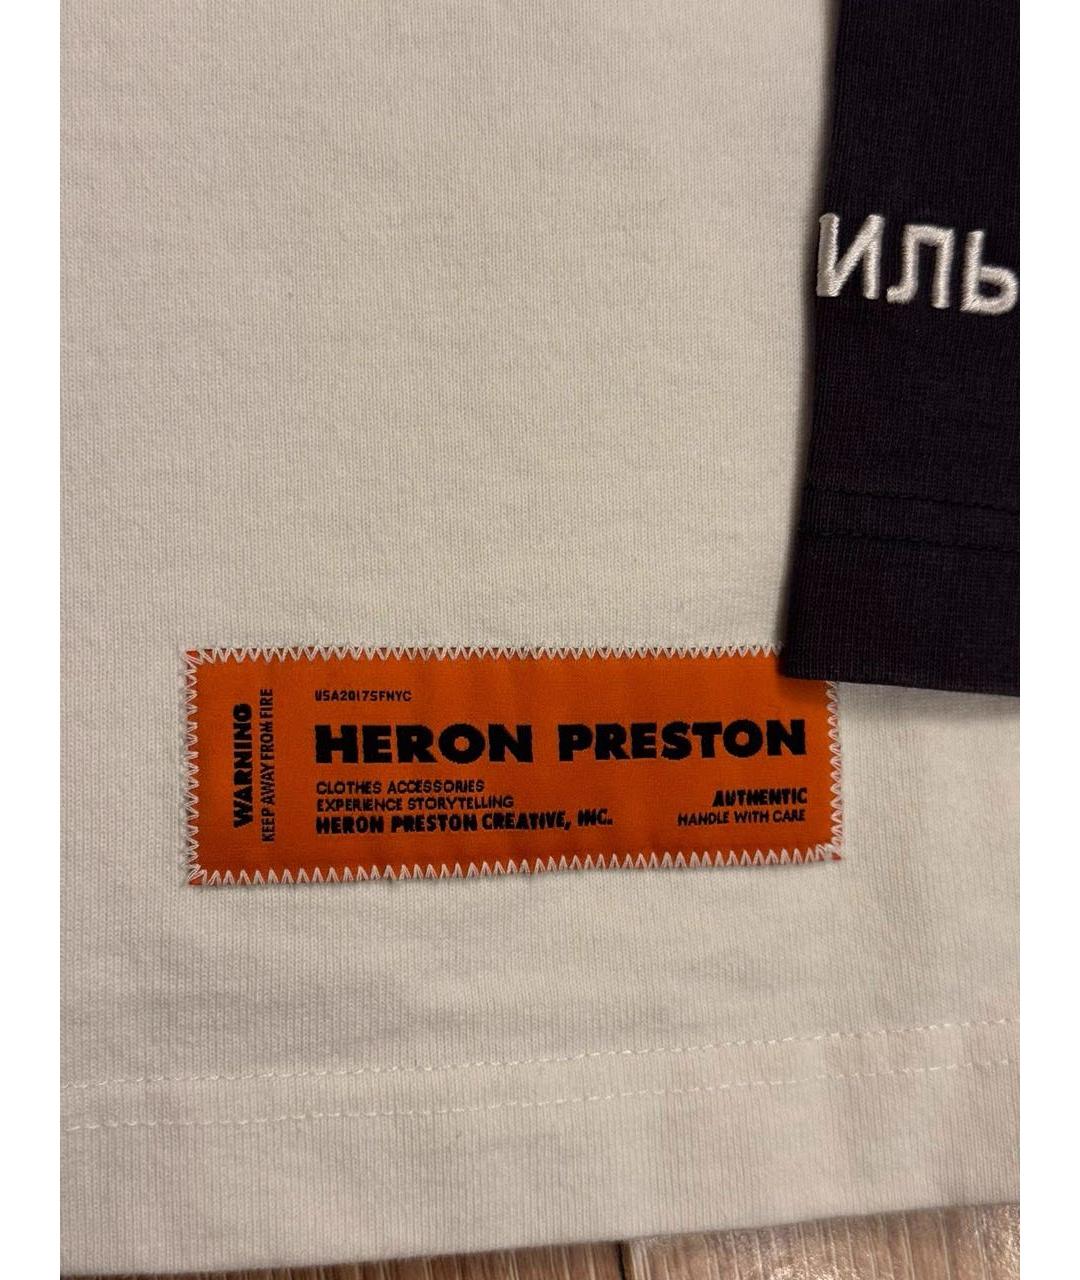 ИЛЬ
USA2017SFNYC
HERON PRESTON
CLOTHES ACCESSORIES
EXPERIENCE STORYTELLING
HERON PRESTON CREATIVE, INC.
AUTHENTIC
HANDLE WITH CARE
WARNING
KEEP AWAY FROM FIRE